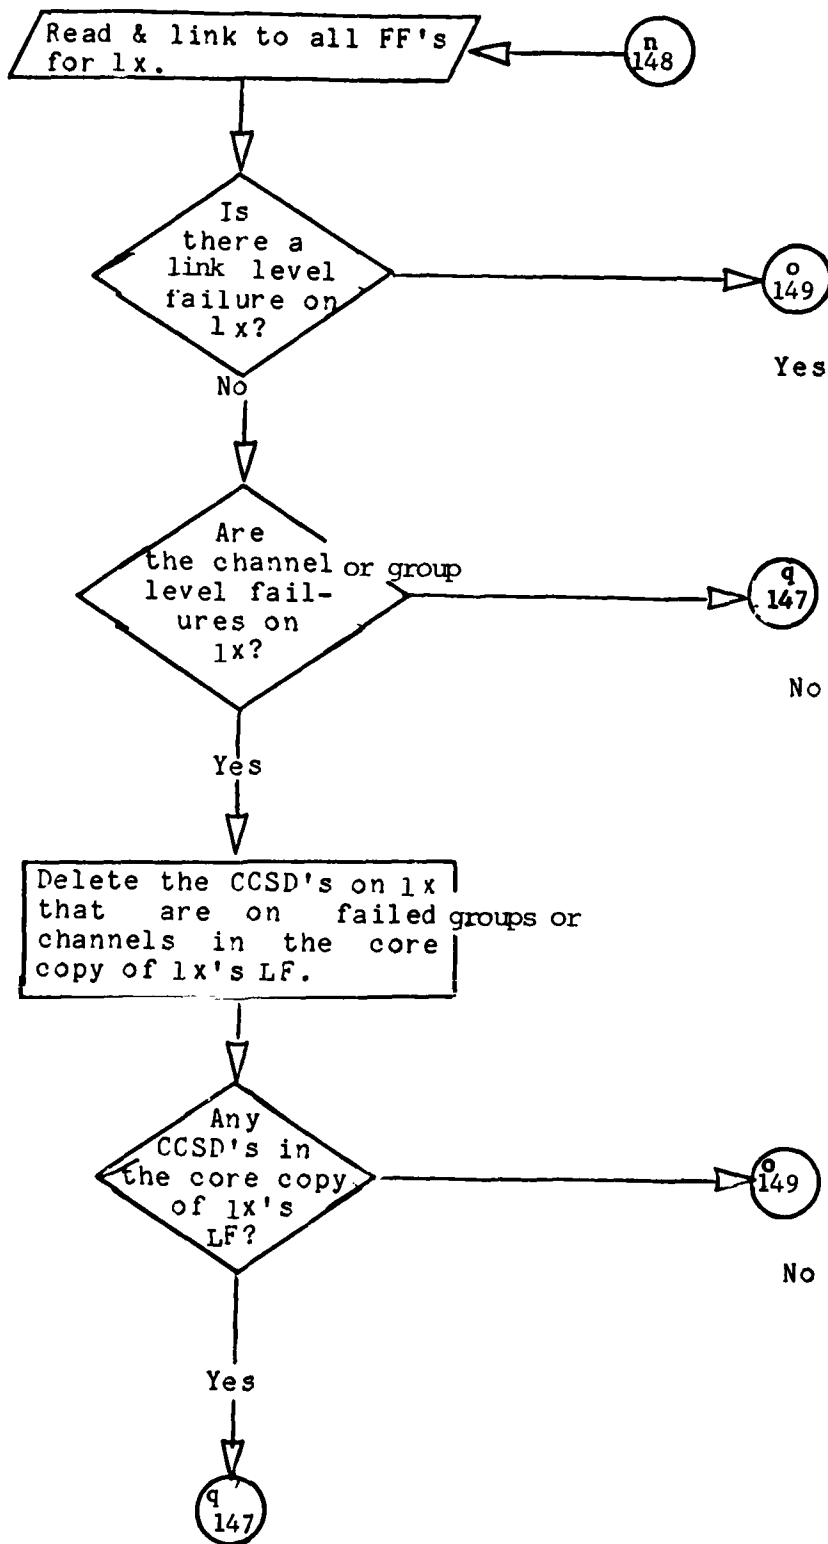 Read & link to all FF's
for lx.
n
148
Is
there a
link level
failure on
lx?
o
149
Yes
No
Are
the channel or group
level fail-
ures on
lx?
q
147
No
Yes
Delete the CCSD's on lx
that are on failed groups or
channels in the core
copy of lx's LF.
Any
CCSD's in
the core copy
of lx's
LF?
o
149
No
Yes
q
147